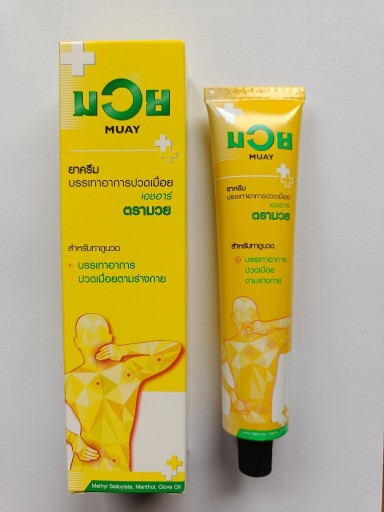 มวย
MUAY
ยาครีม
บรรเทาอาการปวดเมื่อย
เอชอาร์
ตรามวย
สำหรับทาถูนวด
บรรเทาอาการ
ปวดเมื่อยตามร่างกาย
Methyl Salicylate, Menthol, Clove Oil
มวย
MUAY
ยาครีม
บรรเทาอาการปวดเมื่อย
เอชอาร์
ตรามวย
สำหรับทาถูนวด
บรรเทาอาการ
ปวดเมื่อย
ตามร่างกาย